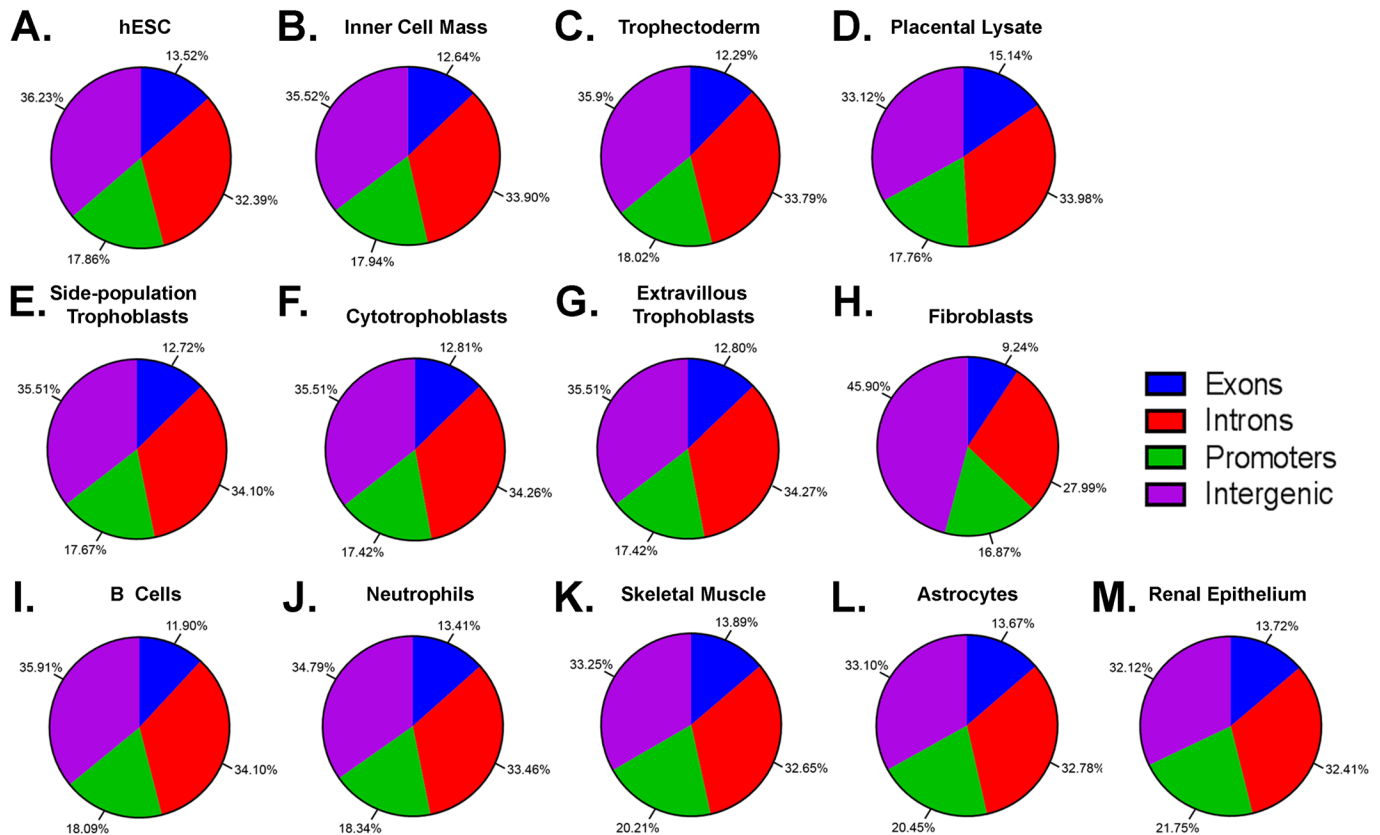 A. hESC
13.52%
36.23%
32.39%
17.86%
B. Inner Cell Mass
12.64%
35.52%
33.90%
17.94%
C. Trophectoderm
12.29%
35.9%
33.79%
18.02%
D. Placental Lysate
15.14%
33.12%
33.98%
17.76%
E. Side-population
Trophoblasts
12.72%
35.51%
34.10%
17.67%
F. Cytotrophoblasts
12.81%
35.51%
34.26%
17.42%
G. Extravillous
Trophoblasts
12.80%
35.51%
34.27%
17.42%
H. Fibroblasts
9.24%
45.90%
27.99%
16.87%
Exons
Introns
Promoters
Intergenic
I. B Cells
11.90%
35.91%
34.10%
18.09%
J. Neutrophils
13.41%
34.79%
33.46%
18.34%
K. Skeletal Muscle
13.89%
33.25%
32.65%
20.21%
L. Astrocytes
13.67%
33.10%
32.78%
20.45%
M. Renal Epithelium
13.72%
32.12%
32.41%
21.75%